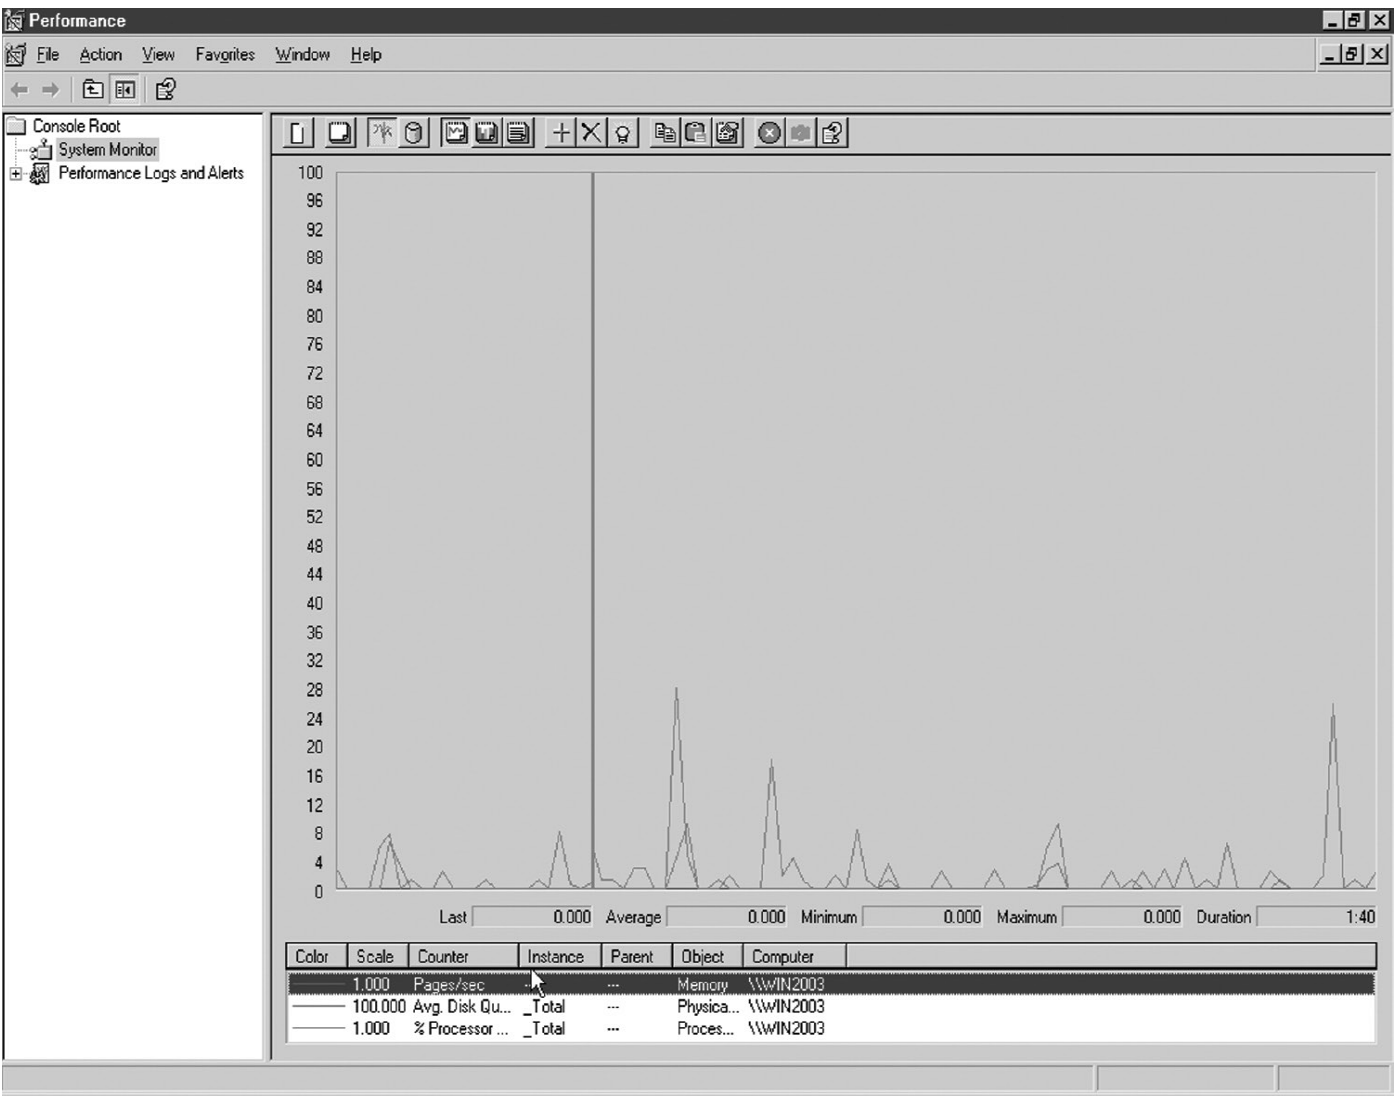 Performance
File Action View Favorites Window Help
Console Root
System Monitor
Performance Logs and Alerts
100
96
92
88
84
80
76
72
68
64
60
56
52
48
44
40
36
32
28
24
20
16
12
8
4
0
Last 0.000 Average 0.000 Minimum 0.000 Maximum 0.000 Duration 1:40
Color Scale Counter Instance Parent Object Computer
1.000 Pages/sec --- --- Memory \\WIN2003
100.000 Avg. Disk Qu... _Total --- Physica... \\WIN2003
1.000 % Processor ... _Total --- Proces... \\WIN2003